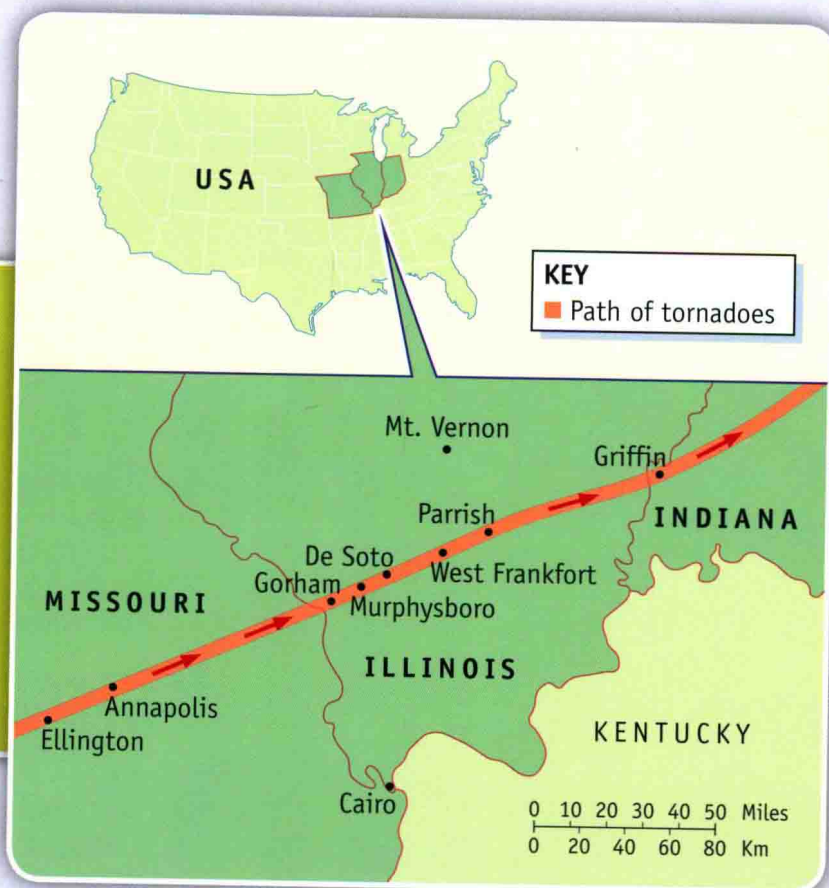 USA
KEY
Path of tornadoes
Mt. Vernon
Griffin
Parrish
INDIANA
De Soto
West Frankfort
Gorham
MISSOURI
Murphysboro
ILLINOIS
Annapolis
Ellington
KENTUCKY
Cairo
0 10 20 30 40 50 Miles
0 20 40 60 80 Km